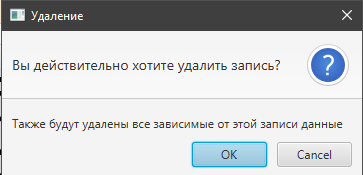 Удаление
Вы действительно хотите удалить запись?
Также будут удалены все зависимые от этой записи данные
OK
Cancel